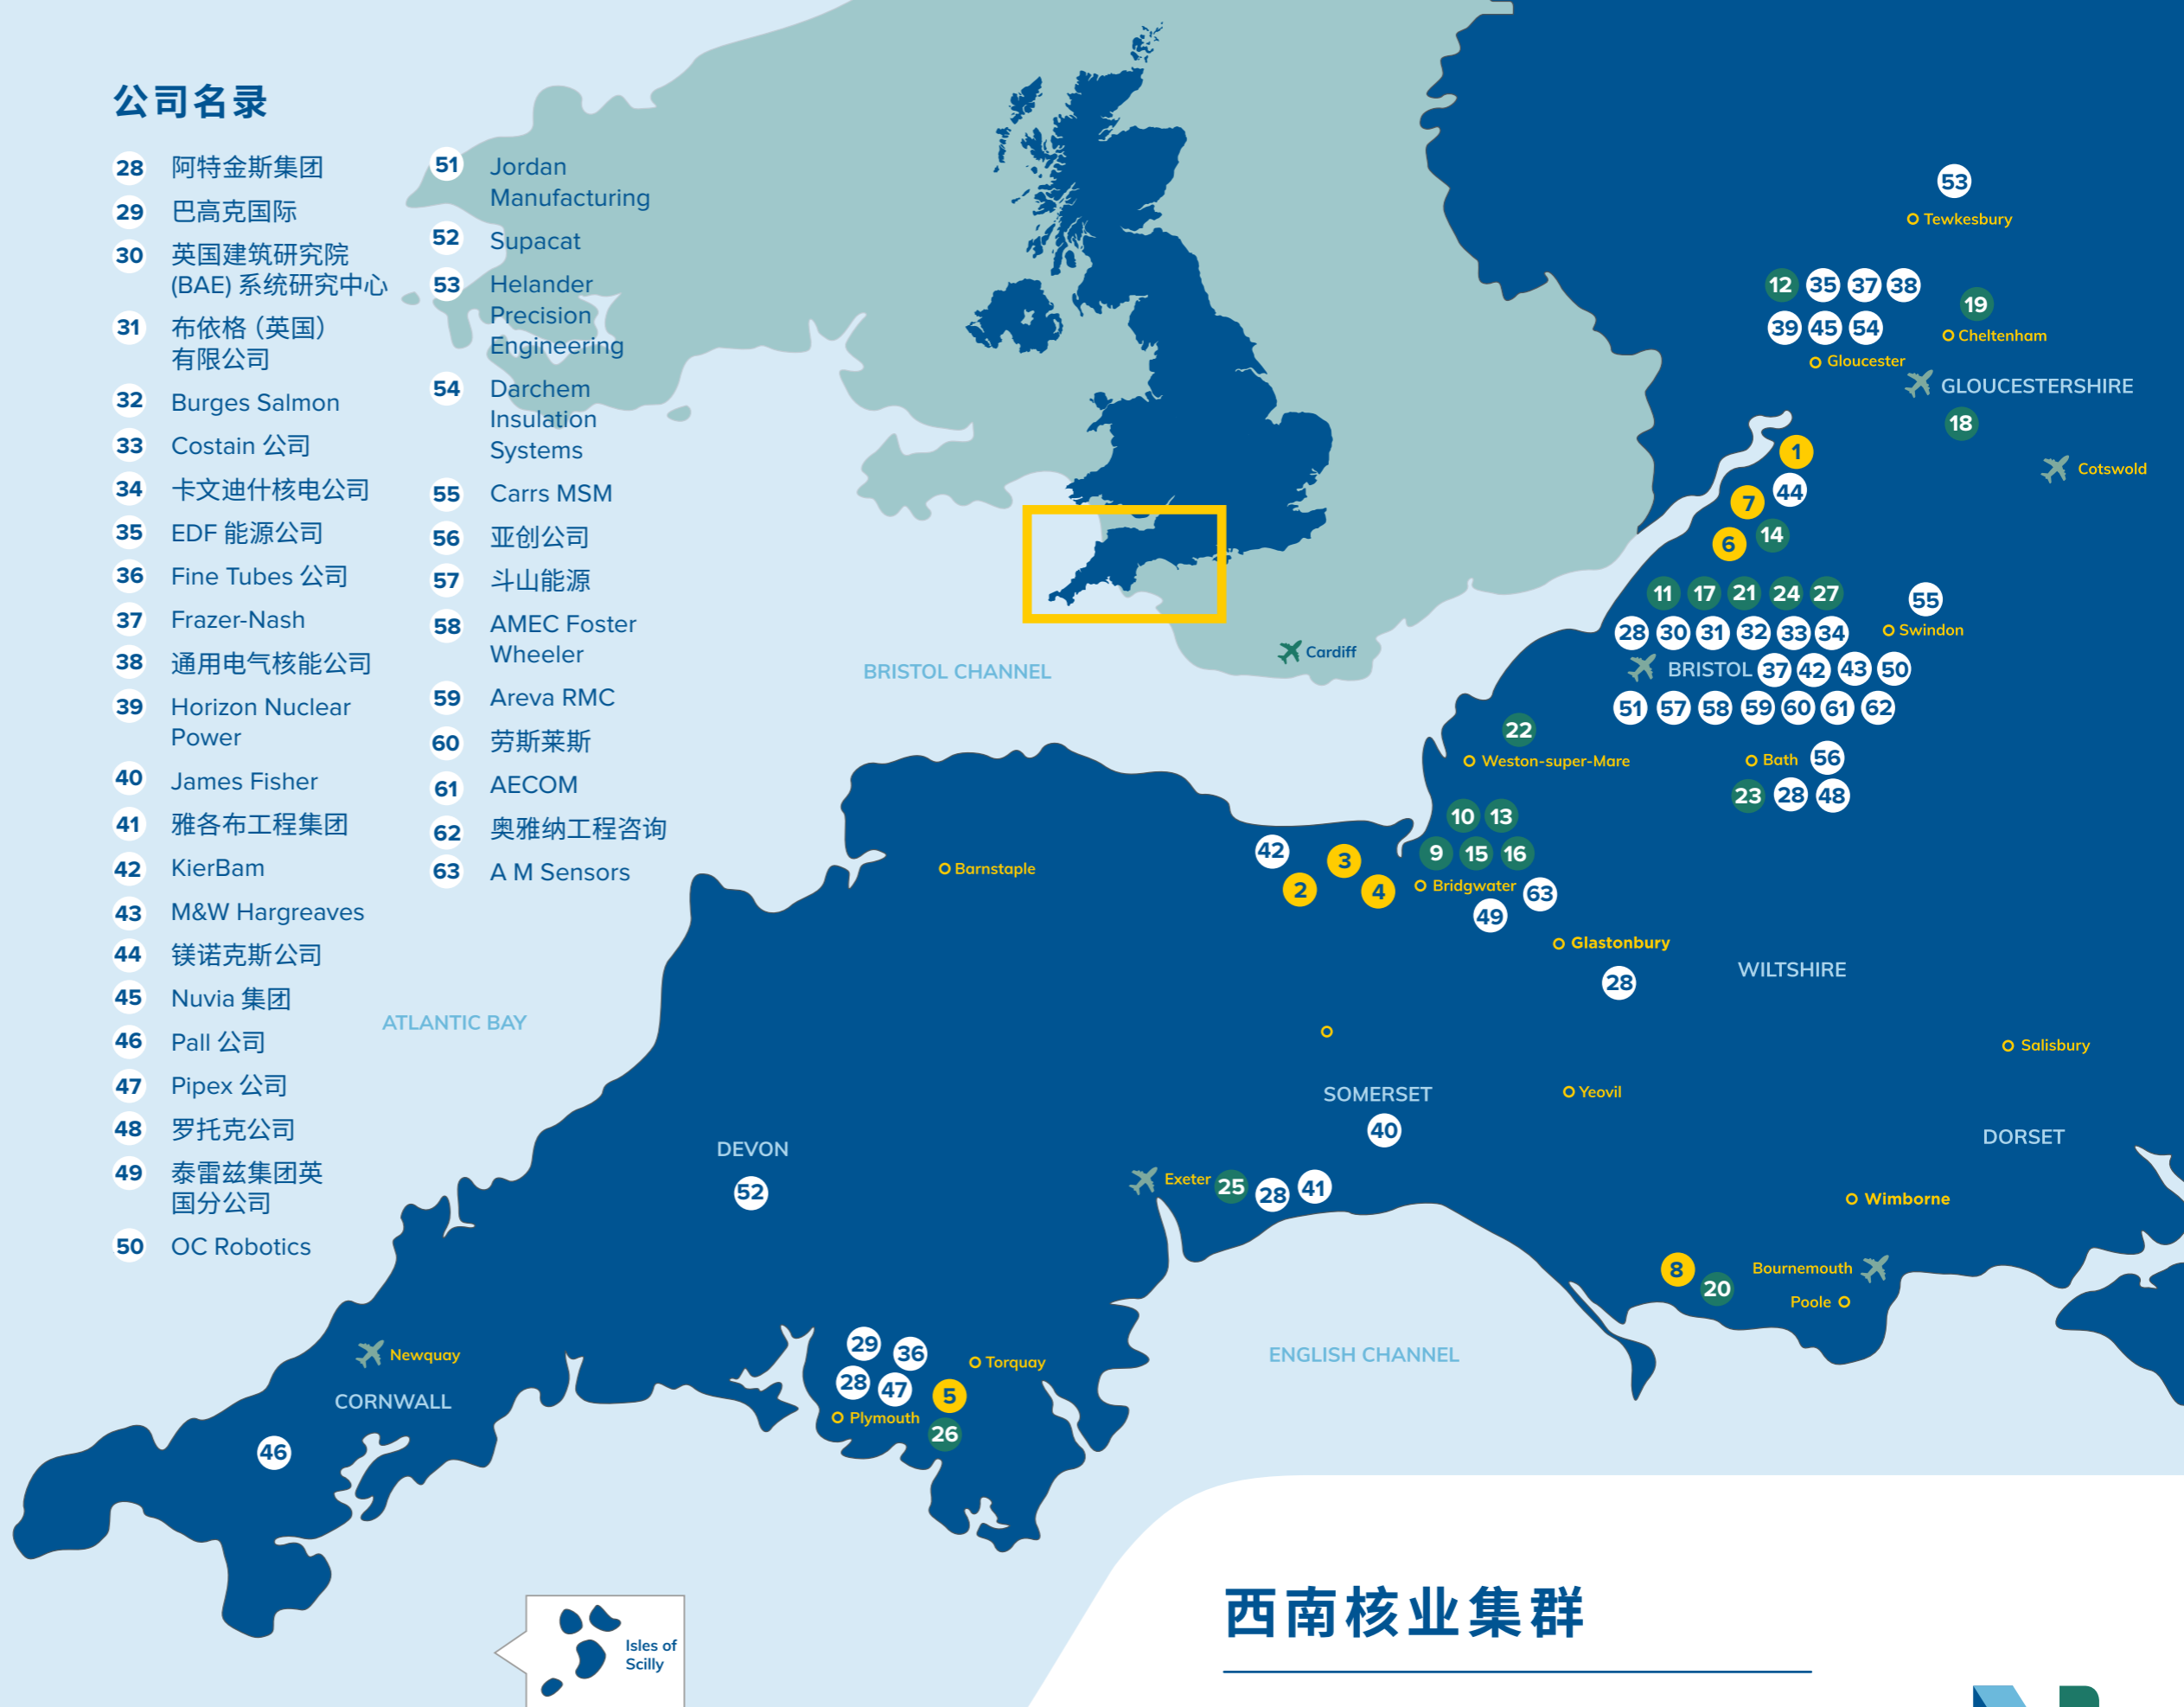 公司名录
28 阿特金斯集团
29 巴高克国际
30 英国建筑研究院
(BAE) 系统研究中心
31 布依格（英国）
有限公司
32 Burges Salmon
33 Costain 公司
34 卡文迪什核电公司
35 EDF 能源公司
36 Fine Tubes 公司
37 Frazer-Nash
38 通用电气核能公司
39 Horizon Nuclear
Power
40 James Fisher
41 雅各布工程集团
42 KierBam
43 M&W Hargreaves
44 镁诺克斯公司
45 Nuvia 集团
46 Pall 公司
47 Pipex 公司
48 罗托克公司
49 泰雷兹集团英
国分公司
50 OC Robotics
51 Jordan
Manufacturing
52 Supacat
53 Helander
Precision
Engineering
54 Darchem
Insulation
Systems
55 Carrs MSM
56 亚创公司
57 斗山能源
58 AMEC Foster
Wheeler
59 Areva RMC
60 劳斯莱斯
61 AECOM
62 奥雅纳工程咨询
63 A M Sensors
53
Tewkesbury
12 35 37 38
19
39 45 54
Cheltenham
Gloucester
GLOUCESTERSHIRE
18
1
Cotswold
7 44
6 14
11 17 21 24 27
55
28 30 31 32 33 34
Swindon
Cardiff
BRISTOL CHANNEL
BRISTOL 37 42 43 50
51 57 58 59 60 61 62
22
Weston-super-Mare
Bath 56
23 28 48
10 13
42 3 9 15 16
Barnstaple
2 4
Bridgwater 63
49
Glastonbury
28
WILTSHIRE
ATLANTIC BAY
Salisbury
SOMERSET
Yeovil
40
DORSET
DEVON
52
Exeter 25 28 41
Wimborne
8
Bournemouth
20
Poole
29 36
Newquay
ENGLISH CHANNEL
Torquay
28 47 5
CORNWALL
Plymouth
26
46
Isles of
Scilly
西南核业集群